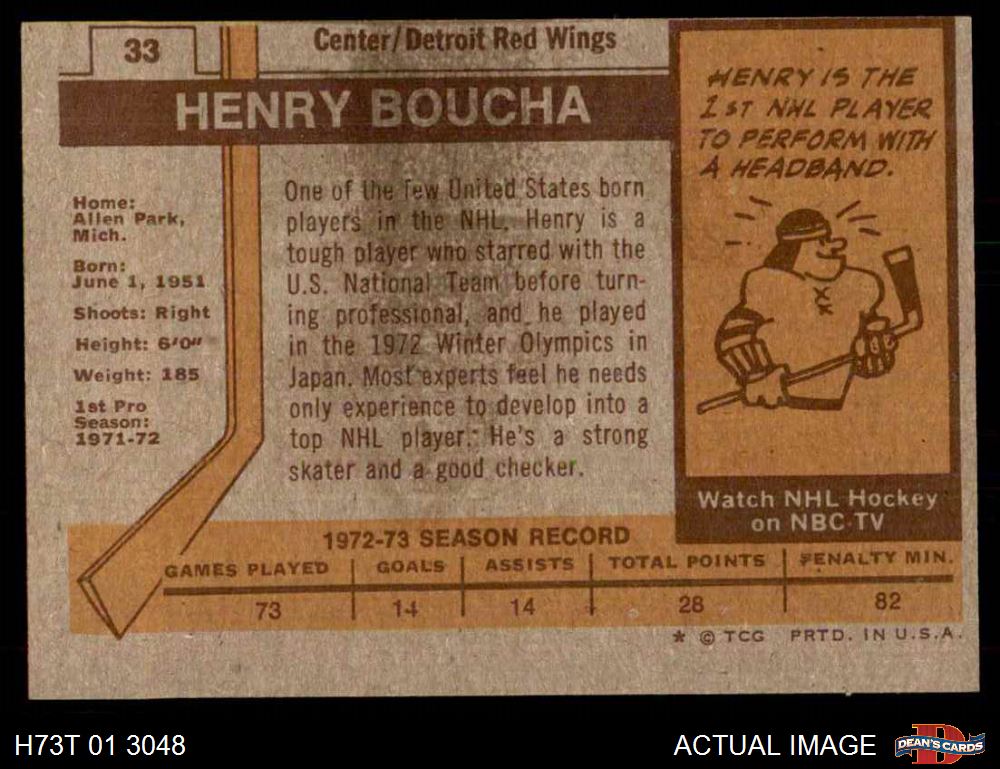 33
Center/Detroit Red Wings
HENRY BOUCHA
Home:
Allen Park,
Mich.
Born:
June 1, 1951
Shoots: Right
Height: 6'0"
Weight: 185
1st Pro
Season:
1971-72
One of the few United States born
players in the NHL, Henry is a
tough player who starred with the
U.S. National Team before turn-
ing professional, and he played
in the 1972 Winter Olympics in
Japan. Most experts feel he needs
only experience to develop into a
top NHL player. He's a strong
skater and a good checker.
HENRY IS THE
1ST NHL PLAYER
TO PERFORM WITH
A HEADBAND.
Watch NHL Hockey
on NBC-TV
1972-73 SEASON RECORD
GAMES PLAYED GOALS ASSISTS TOTAL POINTS PENALTY MIN.
73 14 14 28 82
* © TCG PRTD. IN U.S.A.
H73T 01 3048
ACTUAL IMAGE
D
DEAN'S CARDS